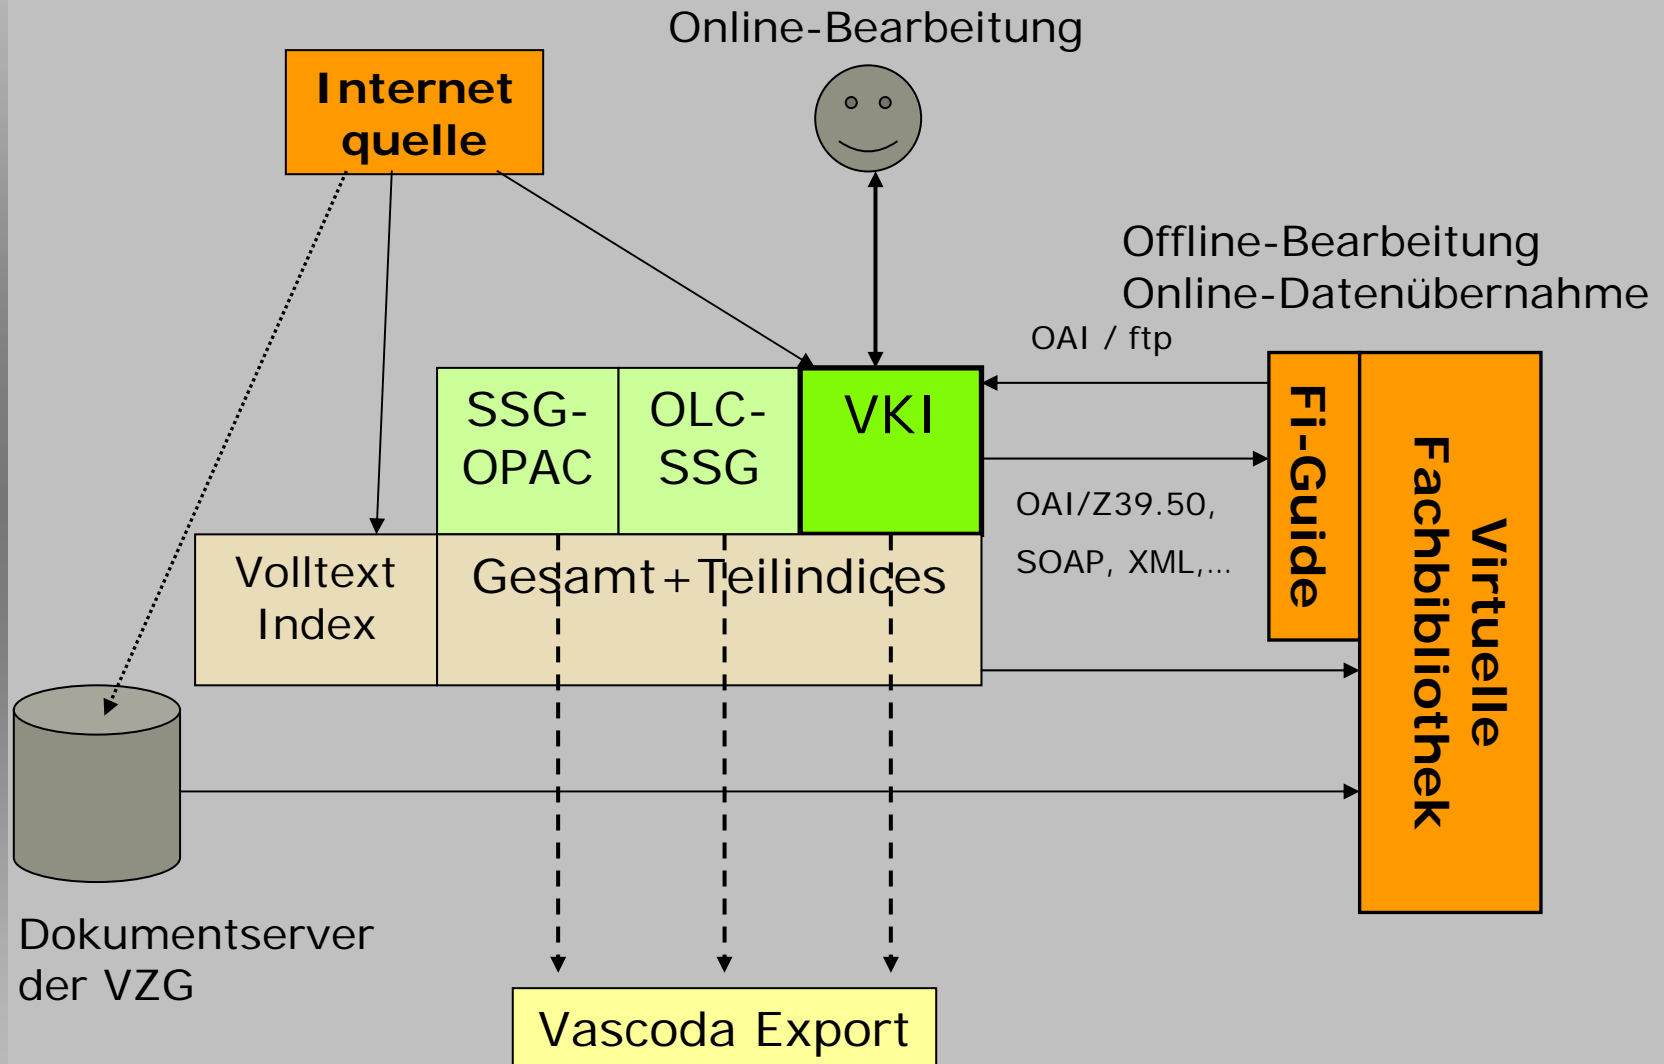 Online-Bearbeitung
Internet
quelle
Offline-Bearbeitung
Online-Datenübernahme
OAI / ftp
SSG-
OPAC
OLC-
SSG
VKI
Fi-Guide
Virtuelle
Fachbibliothek
OAI/Z39.50,
SOAP, XML,...
Volltext
Index
Gesamt+Teilindices
Dokumentserver
der VZG
Vascoda Export